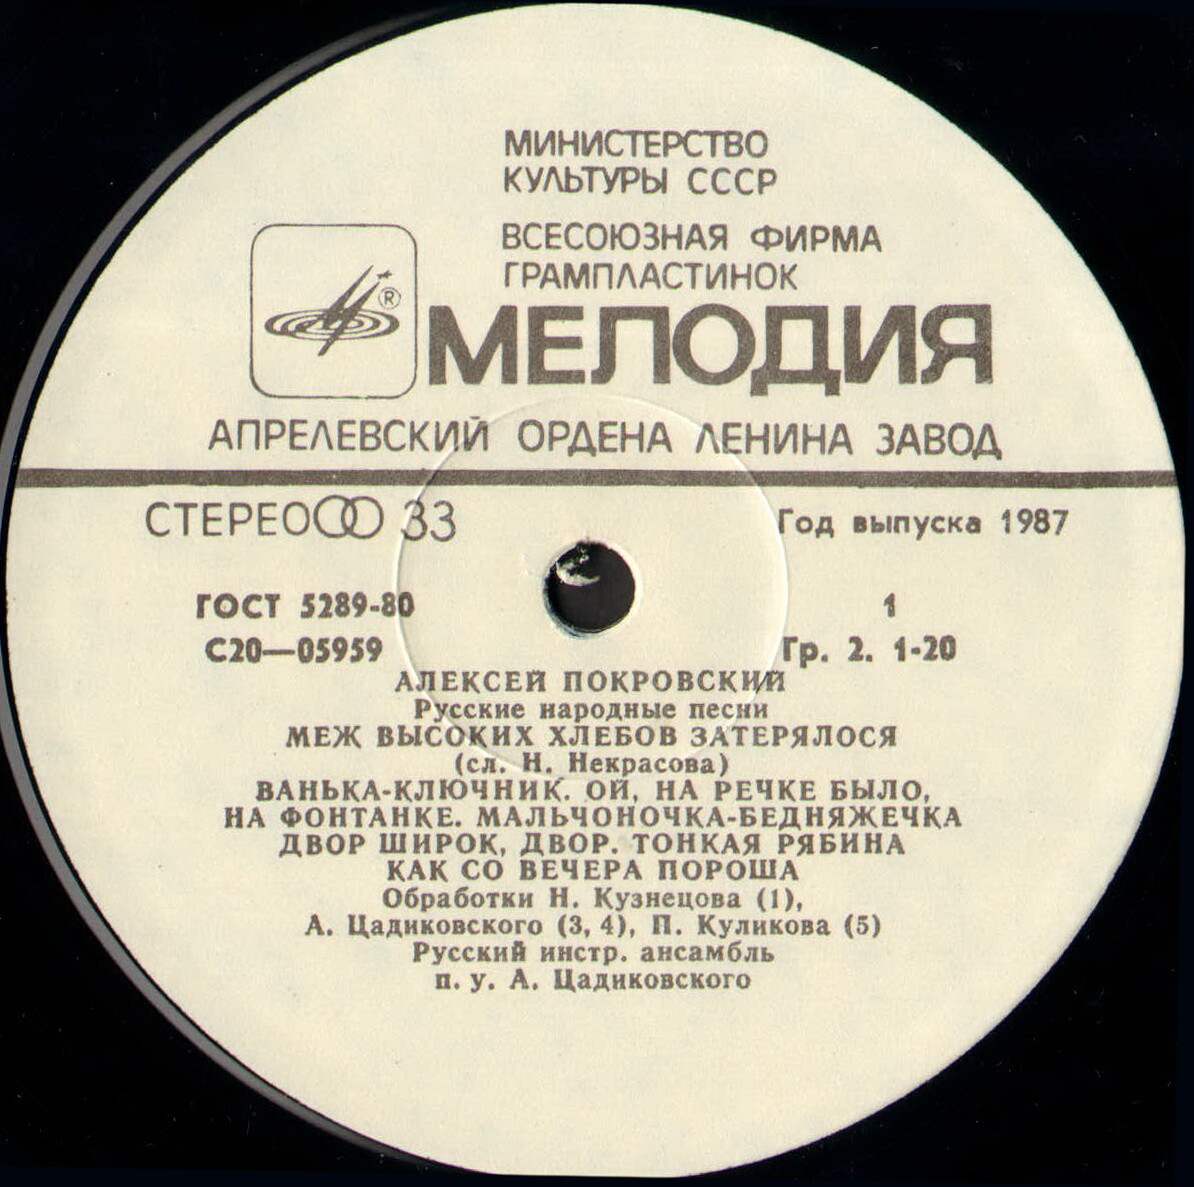 МИНИСТЕРСТВО
КУЛЬТУРЫ СССР
ВСЕСОЮЗНАЯ ФИРМА
ГРАМПЛАСТИНОК
®
МЕЛОДИЯ
АПРЕЛЕВСКИЙ ОРДЕНА ЛЕНИНА ЗАВОД
СТЕРЕО 33
Год выпуска 1987
ГОСТ 5289-80
1
С20—05959
Гр. 2. 1-20
АЛЕКСЕЙ ПОКРОВСКИЙ
Русские народные песни
МЕЖ ВЫСОКИХ ХЛЕБОВ ЗАТЕРЯЛОСЯ
(сл. Н. Некрасова)
ВАНЬКА-КЛЮЧНИК. ОЙ, НА РЕЧКЕ БЫЛО,
НА ФОНТАНКЕ. МАЛЬЧОНОЧКА-БЕДНЯЖЕЧКА
ДВОР ШИРОК, ДВОР. ТОНКАЯ РЯБИНА
КАК СО ВЕЧЕРА ПОРОША
Обработки Н. Кузнецова (1),
А. Цадиковского (3, 4), П. Куликова (5)
Русский инстр. ансамбль
п. у. А. Цадиковского